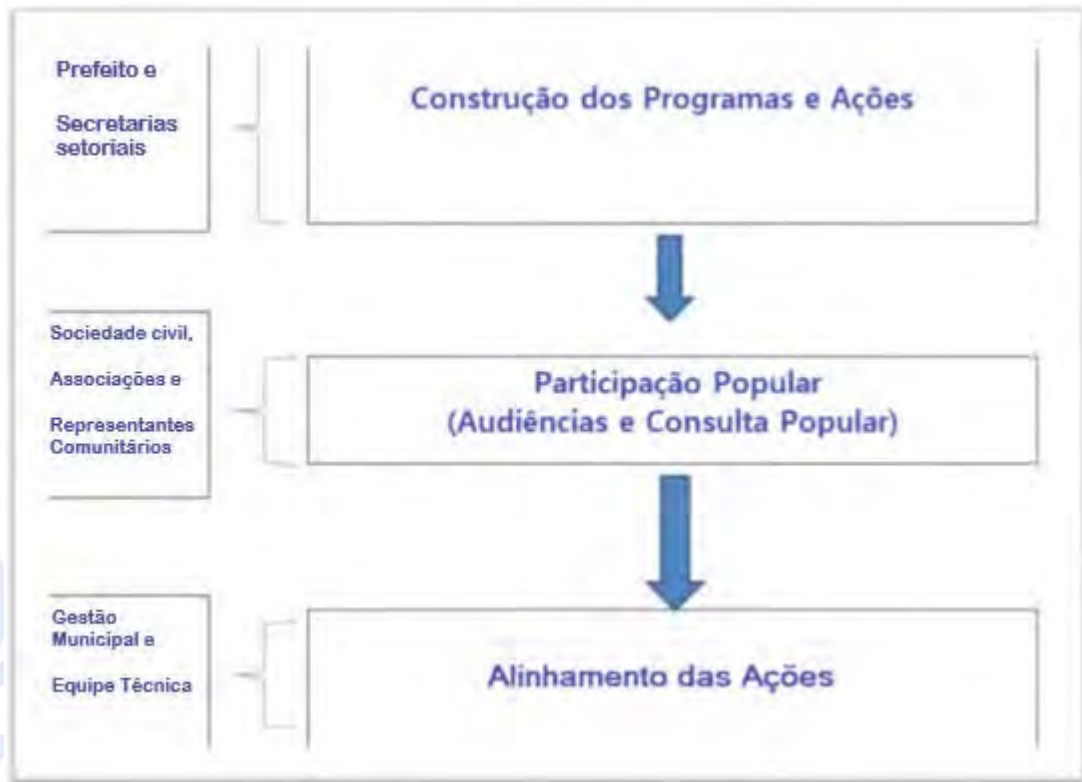 Prefeito e
Secretarias
setoriais
Construção dos Programas e Ações
Sociedade civil,
Associações e
Representantes
Comunitários
Participação Popular
(Audiências e Consulta Popular)
Gestão
Municipal e
Equipe Técnica
Alinhamento das Ações